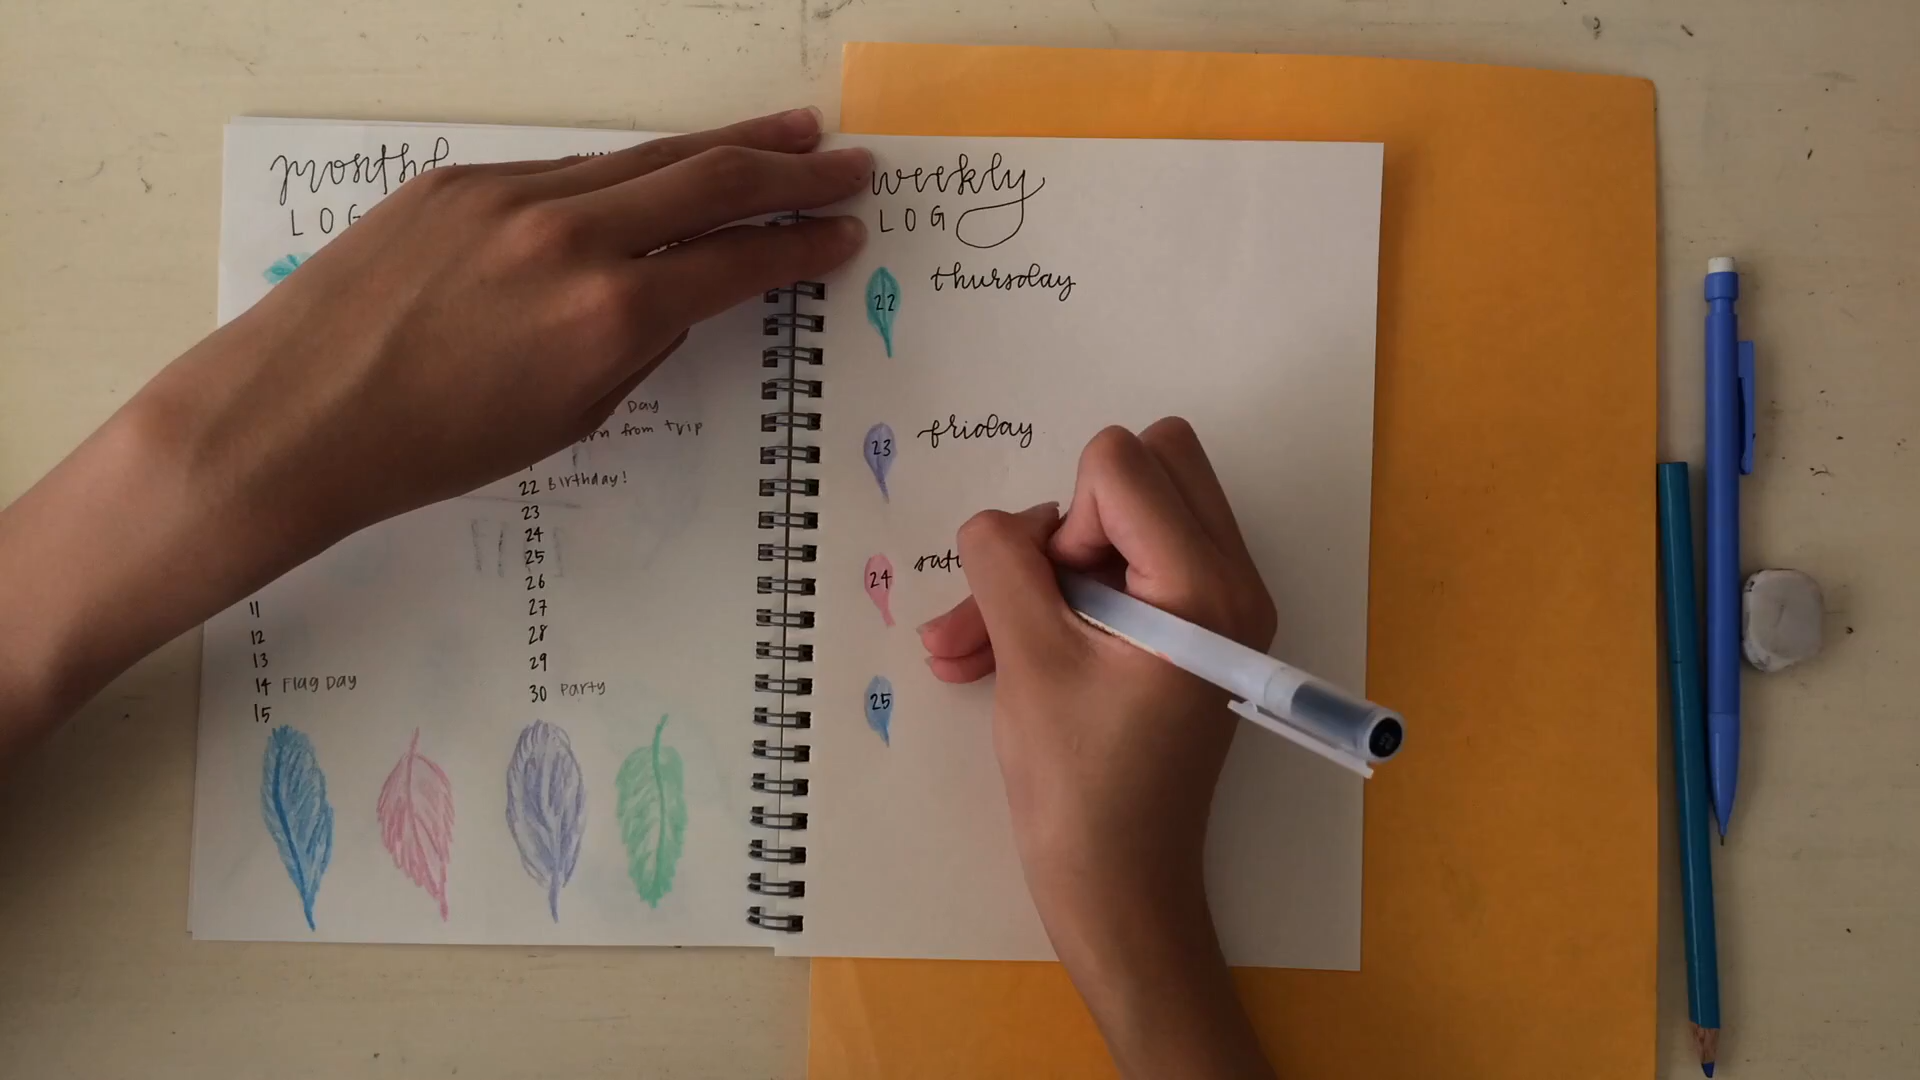 LOG
Day
from trip
22 Birthday!
23
24
25
26
27
28
29
30 Party
11
12
13
14 Flag Day
15
weekly
LOG
22 thursday
23 friday
24
25